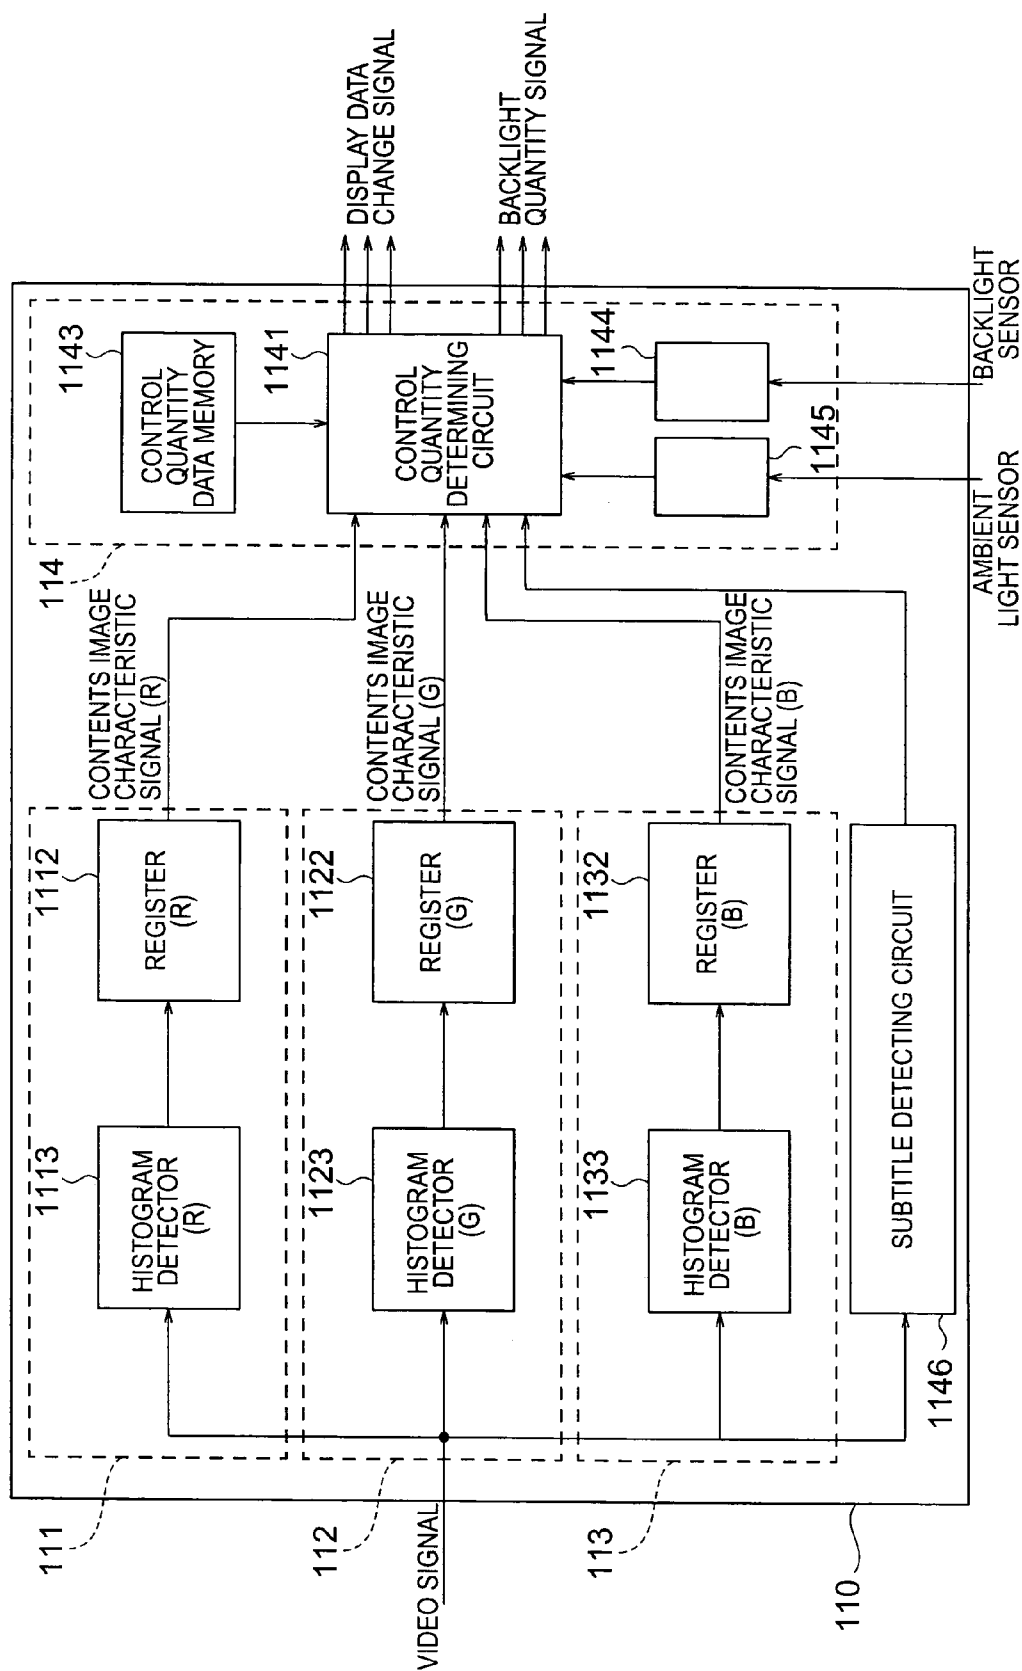 VIDEO SIGNAL
111
1113
HISTOGRAM
DETECTOR
(R)
1112
REGISTER
(R)
CONTENTS IMAGE
CHARACTERISTIC
SIGNAL (R)
112
1123
HISTOGRAM
DETECTOR
(G)
1122
REGISTER
(G)
CONTENTS IMAGE
CHARACTERISTIC
SIGNAL (G)
113
1133
HISTOGRAM
DETECTOR
(B)
1132
REGISTER
(B)
CONTENTS IMAGE
CHARACTERISTIC
SIGNAL (B)
110
1146
SUBTITLE DETECTING CIRCUIT
114
1143
CONTROL
QUANTITY
DATA MEMORY
1141
CONTROL
QUANTITY
DETERMINING
CIRCUIT
1144
1145
AMBIENT
LIGHT SENSOR
BACKLIGHT
SENSOR
DISPLAY DATA
CHANGE SIGNAL
BACKLIGHT
QUANTITY SIGNAL